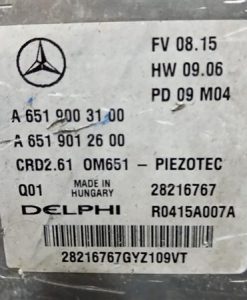 FV 08.15
HW 09.06
PD 09 M04
A 651 900 31 00
A 651 901 26 00
CRD2.61 OM651 - PIEZOTEC
Q01 MADE IN HUNGARY 28216767
DELPHI R0415A007A
28216767GYZ109VT